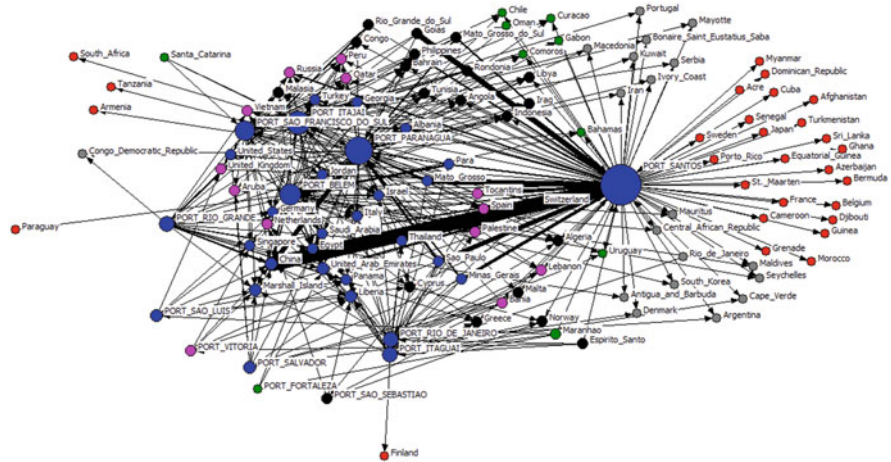 Portugal
Chile
Curacao
Mayotte
Rio_Grande_do_Sul
Goias
Oman
Mato_Grosso_do_Sul
Gabon
Bonaire_Saint_Eustatius_Saba
Congo
Philippines
Comoros
Macedonia
Kuwait
Serbia
South_Africa
Santa_Catarina
Peru
Bahrain
Rondonia
Libya
Ivory_Coast
Myanmar
Russia
Qatar
Iran
Dominican_Republic
Tanzania
Malasia
Tunisia
Angola
Iraq
Acre
Cuba
Afghanistan
Turkey
Georgia
Indonesia
Armenia
Vietnam
PORT_ITAJAI
Senegal
Turkmenistan
PORT_SAO_FRANCISCO_DO_SUL
Albania
Bahamas
Sweden
Japan
Sri_Lanka
PORT_PARANAGUA
Ghana
Congo_Democratic_Republic
United_States
United_Kingdom
Para
PORT_SANTOS
Porto_Rico
Equatorial_Guinea
Azerbaijan
Jordan
Mato_Grosso
Aruba
PORT_BELEM
Israel
Tocantins
Switzerland
St._Maarten
Bermuda
Germany
Netherlands
Italy
Spain
Mauritius
France
Belgium
PORT_RIO_GRANDE
Saudi_Arabia
Palestine
Central_African_Republic
Cameroon
Djibouti
Paraguay
Singapore
Egypt
Thailand
Algeria
Guinea
China
United_Arab_Emirates
Sao_Paulo
Uruguay
Rio_de_Janeiro
Grenade
Maldives
Morocco
Panama
Minas_Gerais
Lebanon
Seychelles
Marshall_Island
Liberia
Cyprus
Malta
South_Korea
Antigua_and_Barbuda
Cape_Verde
PORT_SAO_LUIS
Greece
Norway
Denmark
Argentina
PORT_RIO_DE_JANEIRO
Maranhao
PORT_VITORIA
PORT_ITAGUAI
Espirito_Santo
PORT_SALVADOR
PORT_FORTALEZA
PORT_SAO_SEBASTIAO
Finland